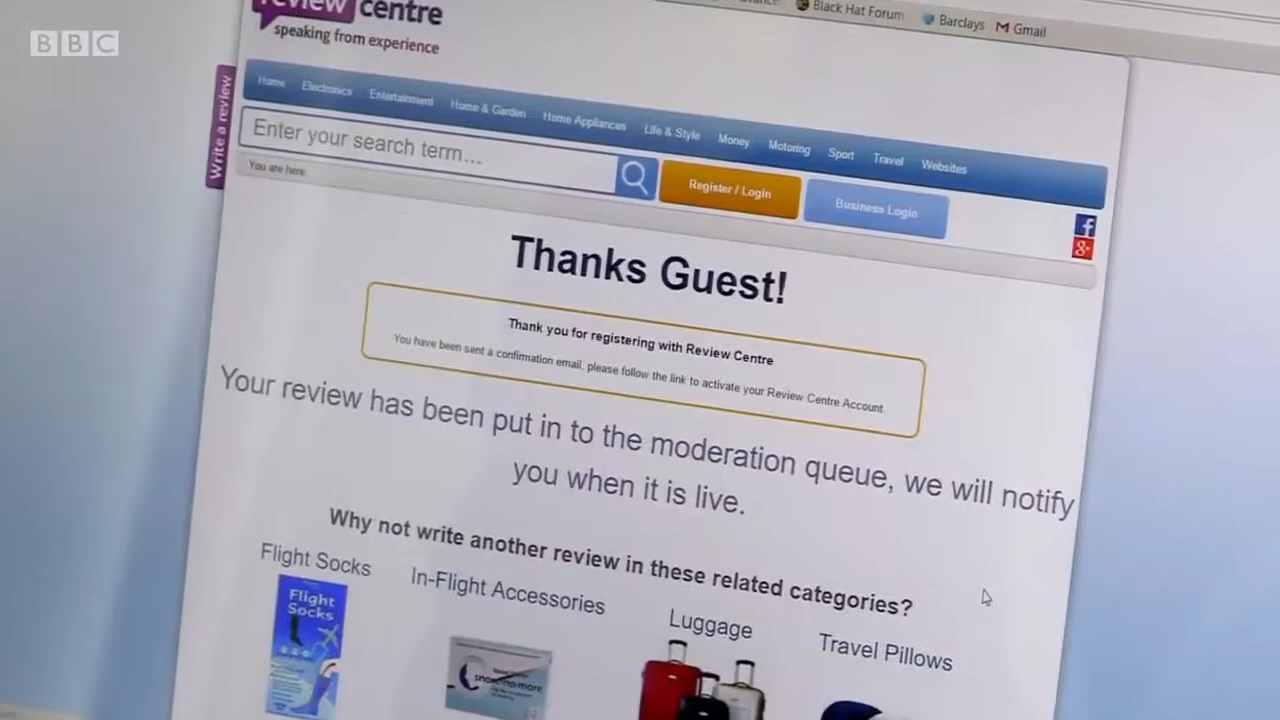 BBC
review centre
speaking from experience
Black Hat Forum
Barclays
Gmail
Write a review
Home
Electronics
Entertainment
Home & Garden
Home Appliances
Life & Style
Money
Motoring
Sport
Travel
Websites
Enter your search term...
Register / Login
Business Login
You are here
f
g+
Thanks Guest!
Thank you for registering with Review Centre
You have been sent a confirmation email, please follow the link to activate your Review Centre Account.
Your review has been put in to the moderation queue, we will notify
you when it is live.
Why not write another review in these related categories?
Flight Socks
In-Flight Accessories
Luggage
Travel Pillows
Flight
Socks
snore-no-more